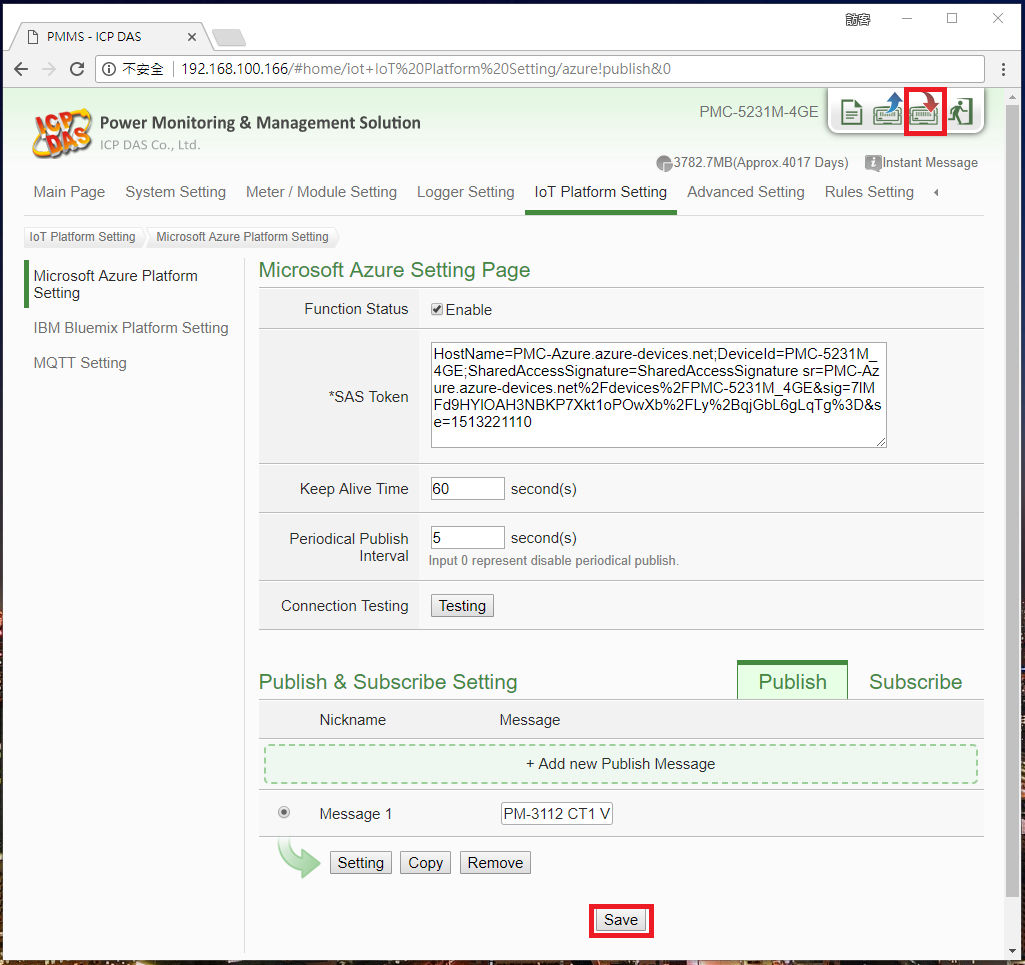 訪客
PMMS - ICP DAS
不安全
192.168.100.166/#home/iot+IoT%20Platform%20Setting/azure!publish&0
ICP DAS
Power Monitoring & Management Solution
ICP DAS Co., Ltd.
PMC-5231M-4GE
3782.7MB(Approx.4017 Days)
Instant Message
Main Page
System Setting
Meter / Module Setting
Logger Setting
IoT Platform Setting
Advanced Setting
Rules Setting
IoT Platform Setting
Microsoft Azure Platform Setting
Microsoft Azure Platform
Setting
IBM Bluemix Platform Setting
MQTT Setting
Microsoft Azure Setting Page
Function Status
Enable
*SAS Token
HostName=PMC-Azure.azure-devices.net;DeviceId=PMC-5231M_
4GE;SharedAccessSignature=SharedAccessSignature sr=PMC-Az
ure.azure-devices.net%2Fdevices%2FPMC-5231M_4GE&sig=7lM
Fd9HYlOAH3NBKP7Xkt1oPOwXb%2FLy%2BqjGbL6gLqTg%3D&s
e=1513221110
Keep Alive Time
60 second(s)
Periodical Publish
Interval
5 second(s)
Input 0 represent disable periodical publish.
Connection Testing
Testing
Publish & Subscribe Setting
Publish
Subscribe
Nickname
Message
+ Add new Publish Message
Message 1
PM-3112 CT1 V
Setting
Copy
Remove
Save